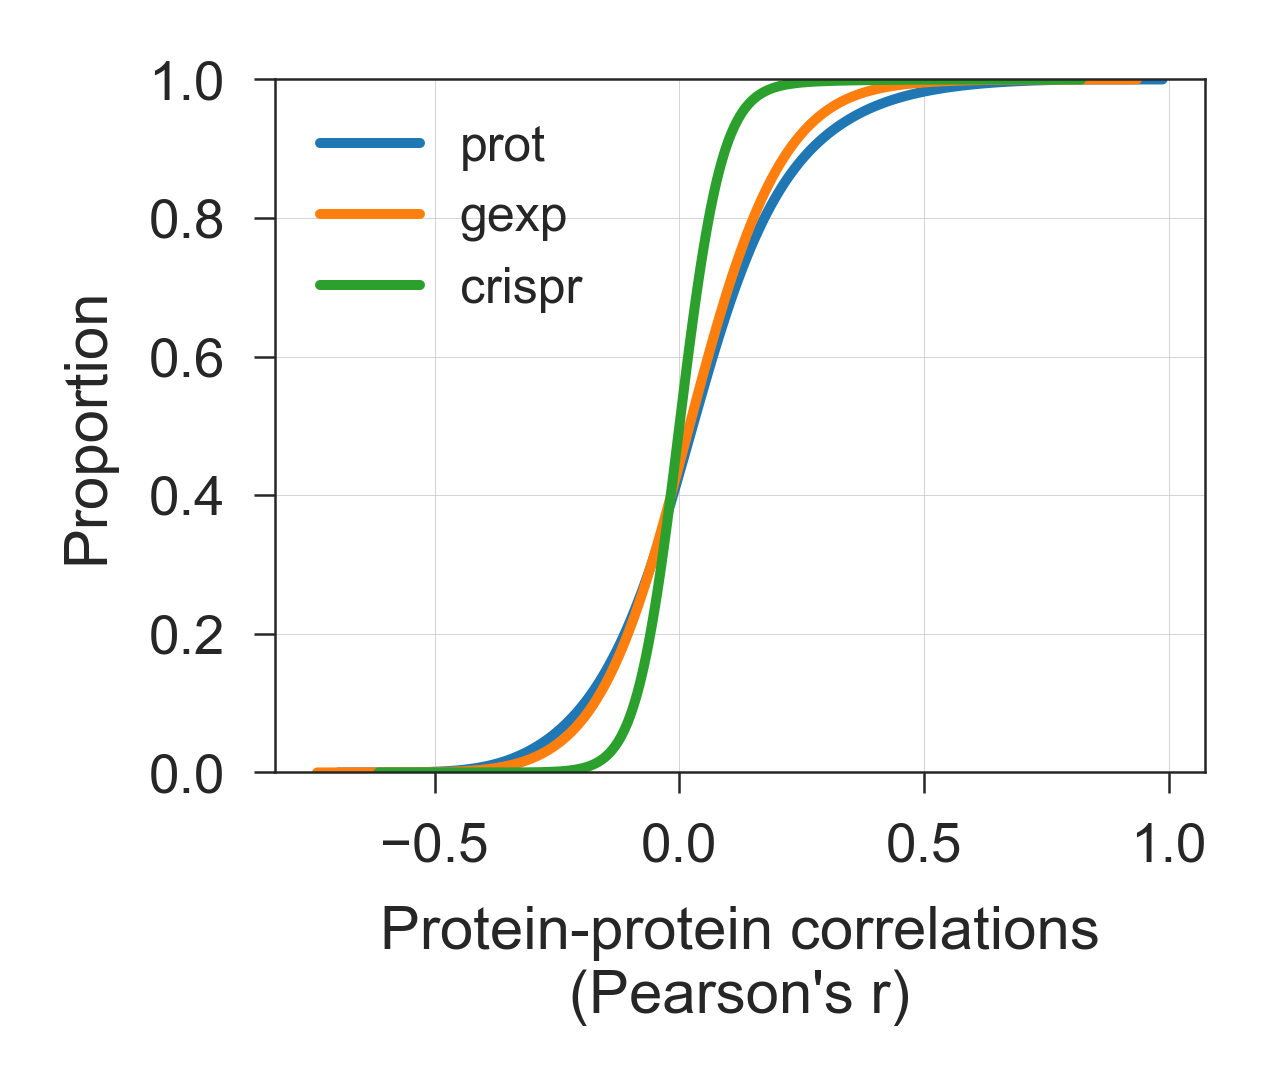 1.0
0.8
0.6
0.4
0.2
0.0
Proportion
prot
gexp
crispr
−0.5 0.0 0.5 1.0
Protein-protein correlations
(Pearson's r)